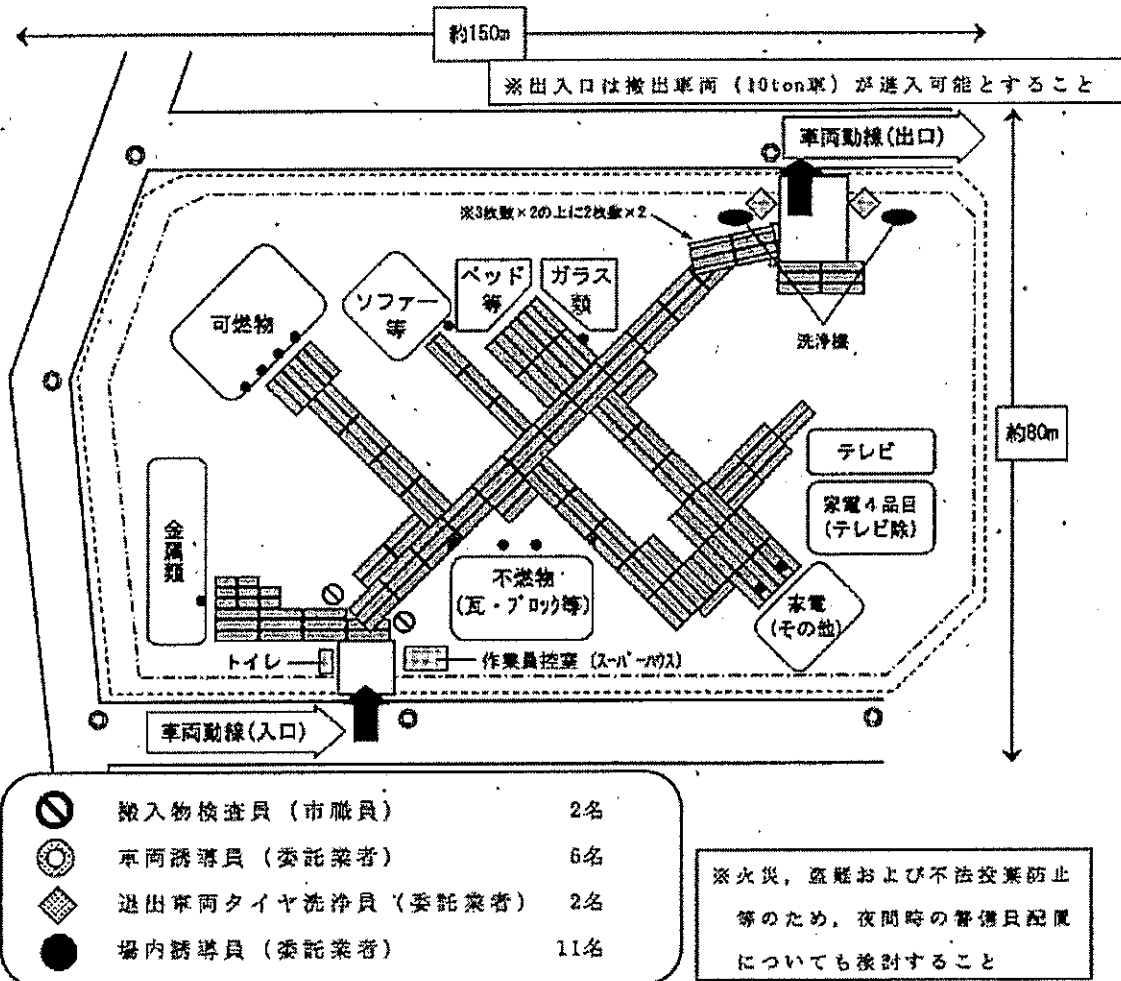 約150m
※出入口は搬出車両（10ton車）が進入可能とすること
車両動線(出口)
※3枚敷×2の上に2枚敷×2
ベッド
等
ガラス
類
ソファー
等
可燃物
洗浄機
約80m
テレビ
家電４品目
(テレビ除)
金属類
不燃物
(瓦・ブロック等)
家電
(その他)
トイレ
作業員控室（スーパーハウス）
車両動線(入口)
搬入物検査員（市職員） 2名
車両誘導員（委託業者） 6名
退出車両タイヤ洗浄員（委託業者） 2名
場内誘導員（委託業者） 11名
※火災，盗難および不法投棄防止
等のため，夜間時の警備員配置
についても検討すること